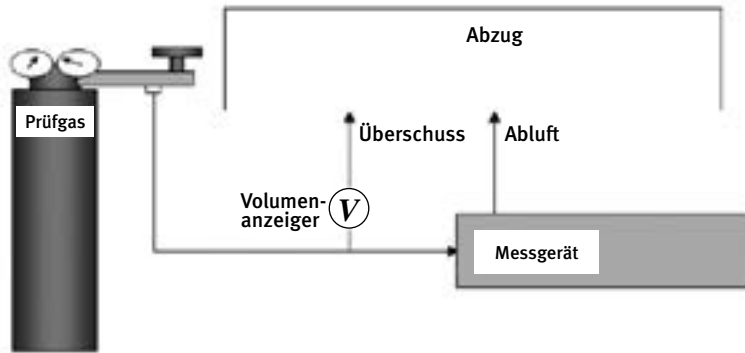 Abzug
Prüfgas
Überschuss
Abluft
Volumen-
anzeiger
V
Messgerät